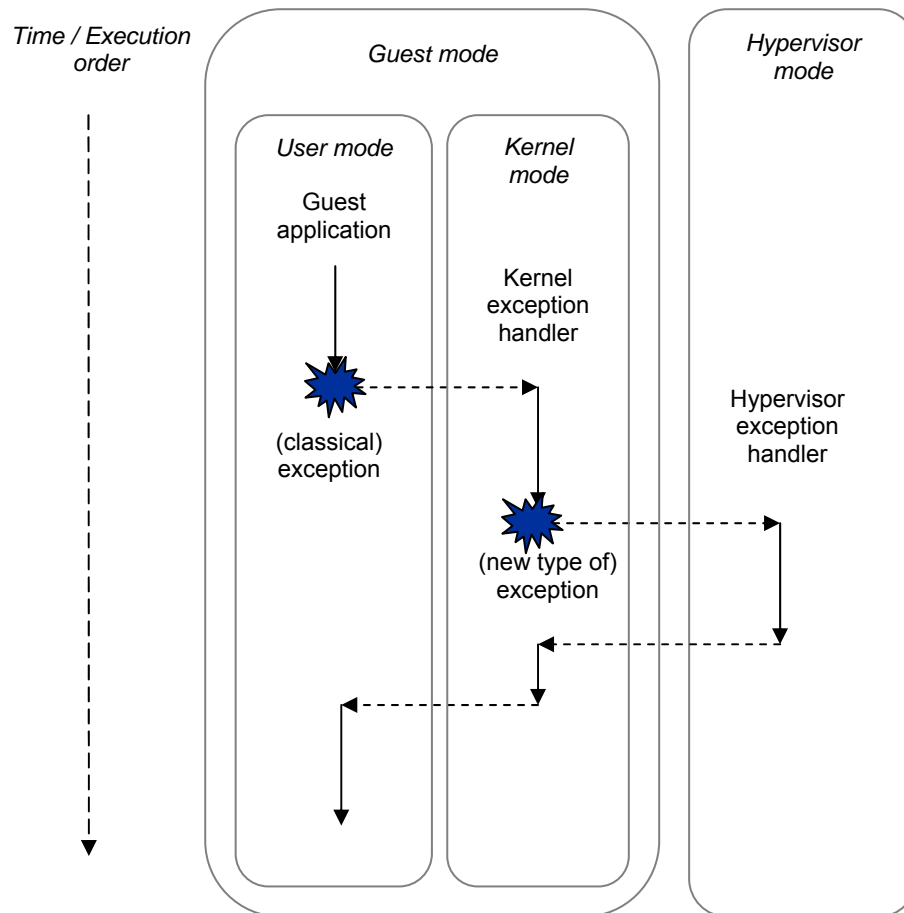 Time / Execution
order
Guest mode
Hypervisor
mode
User mode
Kernel
mode
Guest
application
Kernel
exception
handler
(classical)
exception
Hypervisor
exception
handler
(new type of)
exception